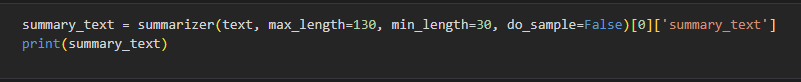 summary_text = summarizer(text, max_length=130, min_length=30, do_sample=False)[0]['summary_text']
print(summary_text)